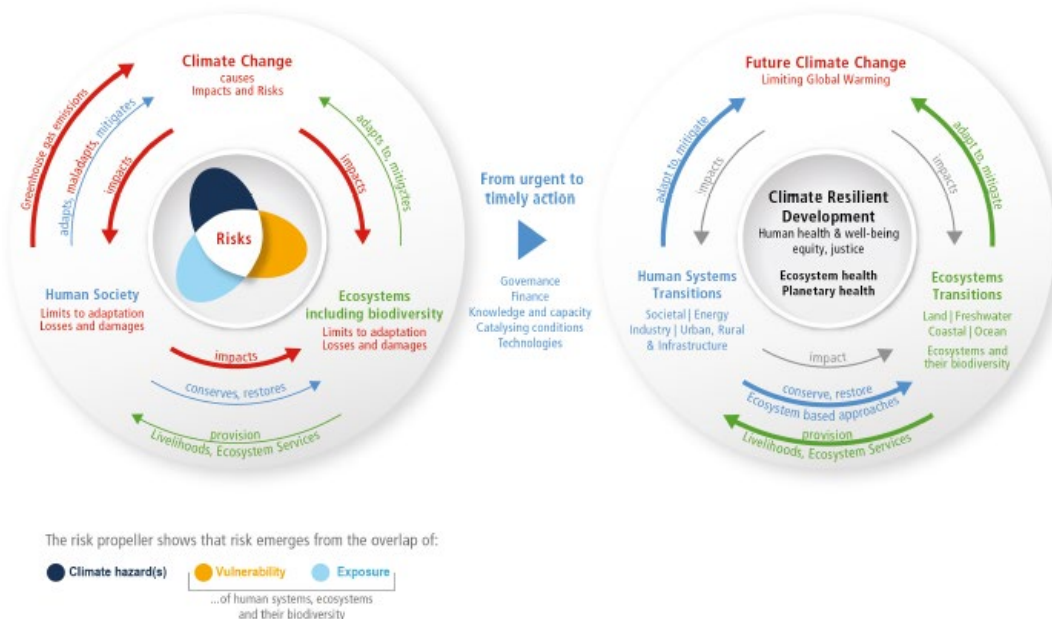 Climate Change
causes
Impacts and Risks
Greenhouse gas emissions
adapts, maladapts, mitigates
impacts
impacts
adapts to, mitigates
Risks
Human Society
Limits to adaptation
Losses and damages
Ecosystems
including biodiversity
Limits to adaptation
Losses and damages
impacts
conserves, restores
provision
Livelihoods, Ecosystem Services
From urgent to
timely action
Governance
Finance
Knowledge and capacity
Catalysing conditions
Technologies
Future Climate Change
Limiting Global Warming
adapt to, mitigate
impacts
impacts
adapt to, mitigate
Climate Resilient
Development
Human health & well-being
equity, justice
Ecosystem health
Planetary health
Human Systems
Transitions
Societal | Energy
Industry | Urban, Rural
& Infrastructure
Ecosystems
Transitions
Land | Freshwater
Coastal | Ocean
Ecosystems and
their biodiversity
impact
conserve, restore
Ecosystem based approaches
provision
Livelihoods, Ecosystem Services
The risk propeller shows that risk emerges from the overlap of:
Climate hazard(s) Vulnerability Exposure
...of human systems, ecosystems
and their biodiversity